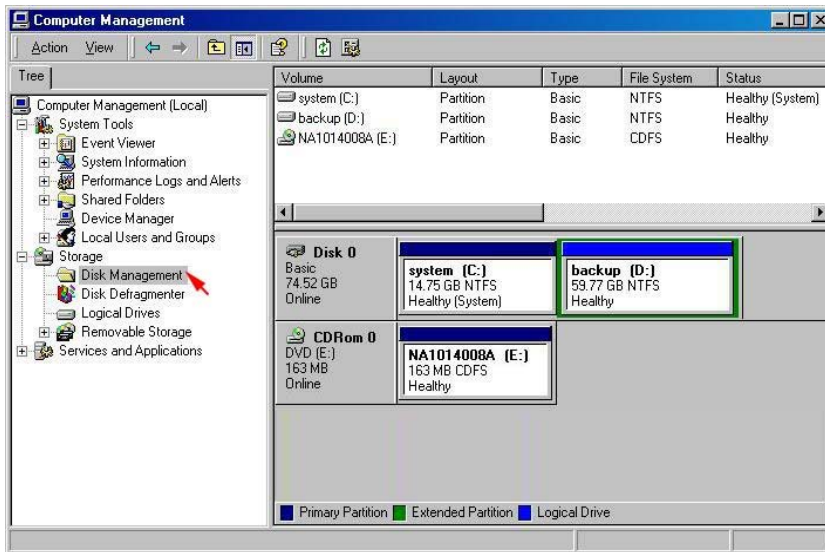 Computer Management
Action View
Tree
Computer Management (Local)
System Tools
Event Viewer
System Information
Performance Logs and Alerts
Shared Folders
Device Manager
Local Users and Groups
Storage
Disk Management
Disk Defragmenter
Logical Drives
Removable Storage
Services and Applications
Volume Layout Type File System Status
system (C:) Partition Basic NTFS Healthy (System)
backup (D:) Partition Basic NTFS Healthy
NA1014008A (E:) Partition Basic CDFS Healthy
Disk 0
Basic
74.52 GB
Online
system (C:)
14.75 GB NTFS
Healthy (System)
backup (D:)
59.77 GB NTFS
Healthy
CDRom 0
DVD (E:)
163 MB
Online
NA1014008A (E:)
163 MB CDFS
Healthy
Primary Partition Extended Partition Logical Drive